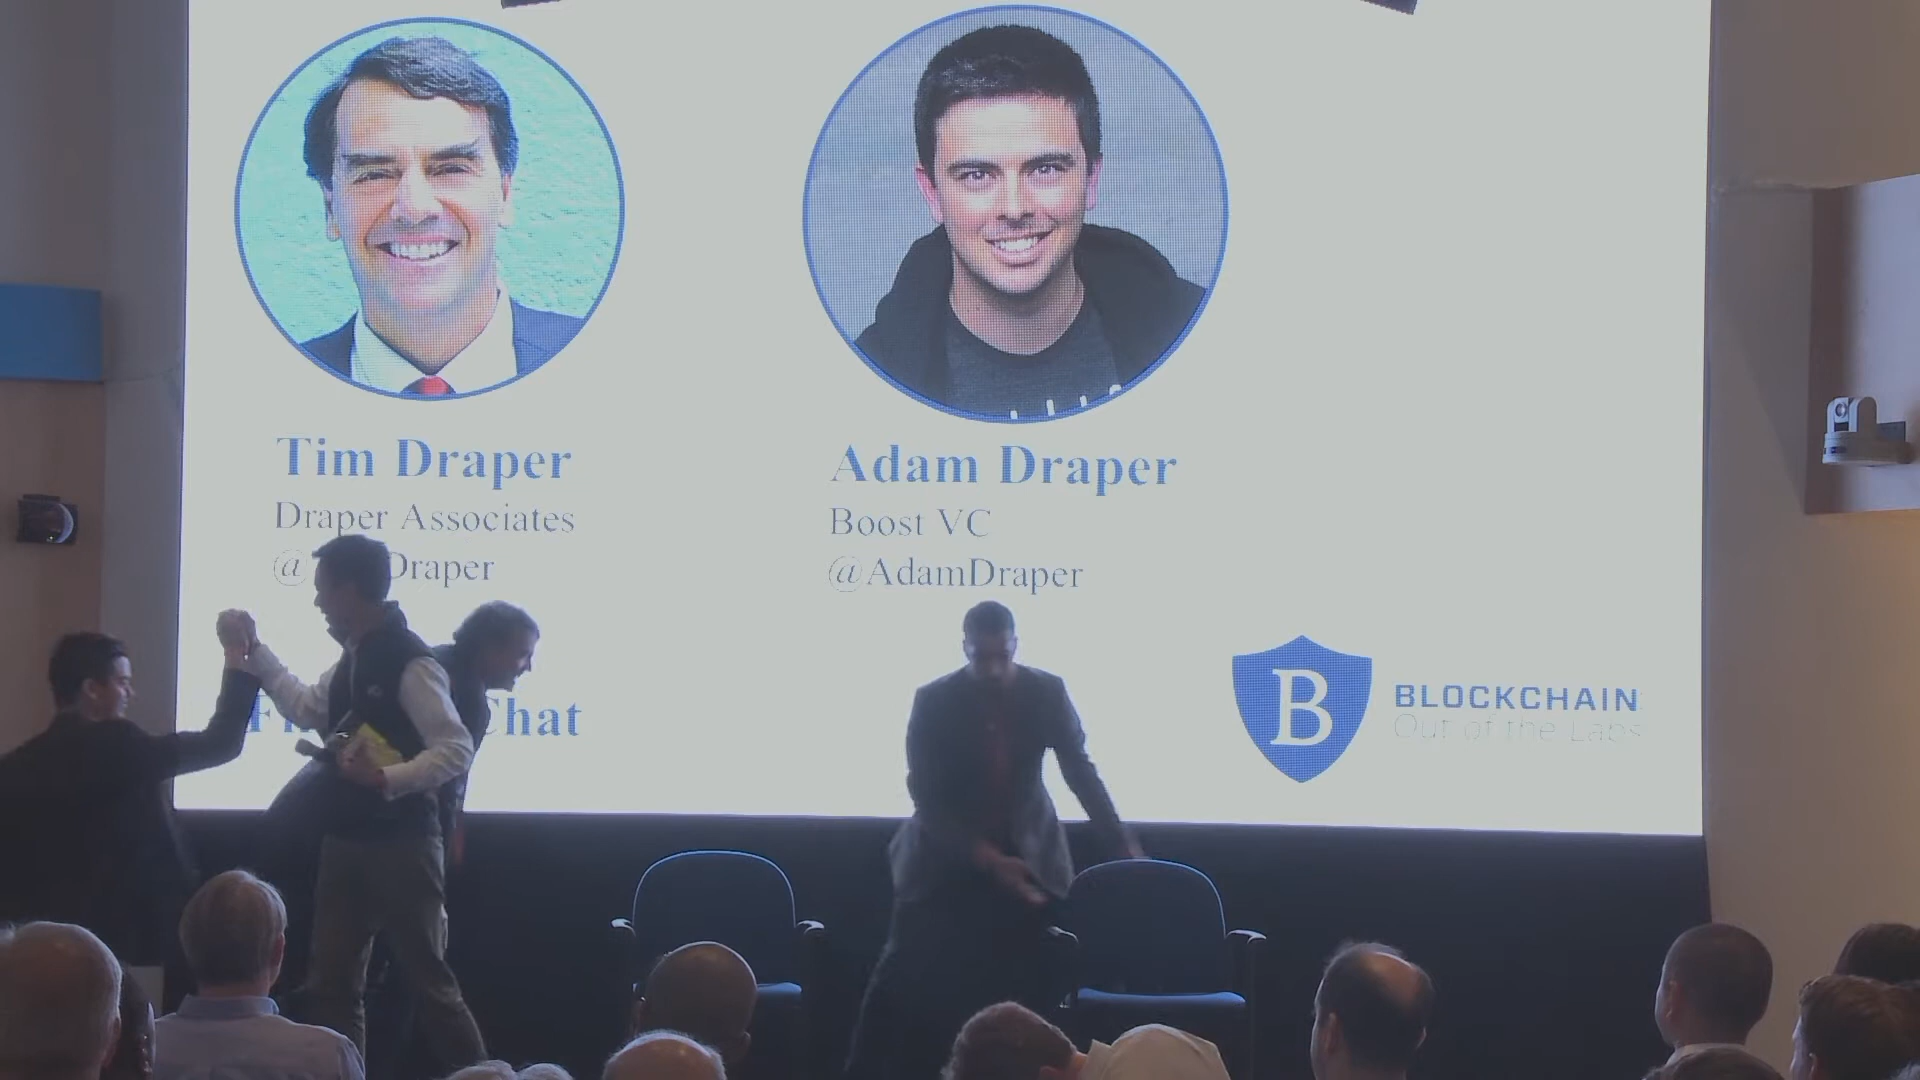 Tim Draper
Draper Associates
Draper
Adam Draper
Boost VC
@AdamDraper
Chat
B
BLOCKCHAIN
Out of the Labs